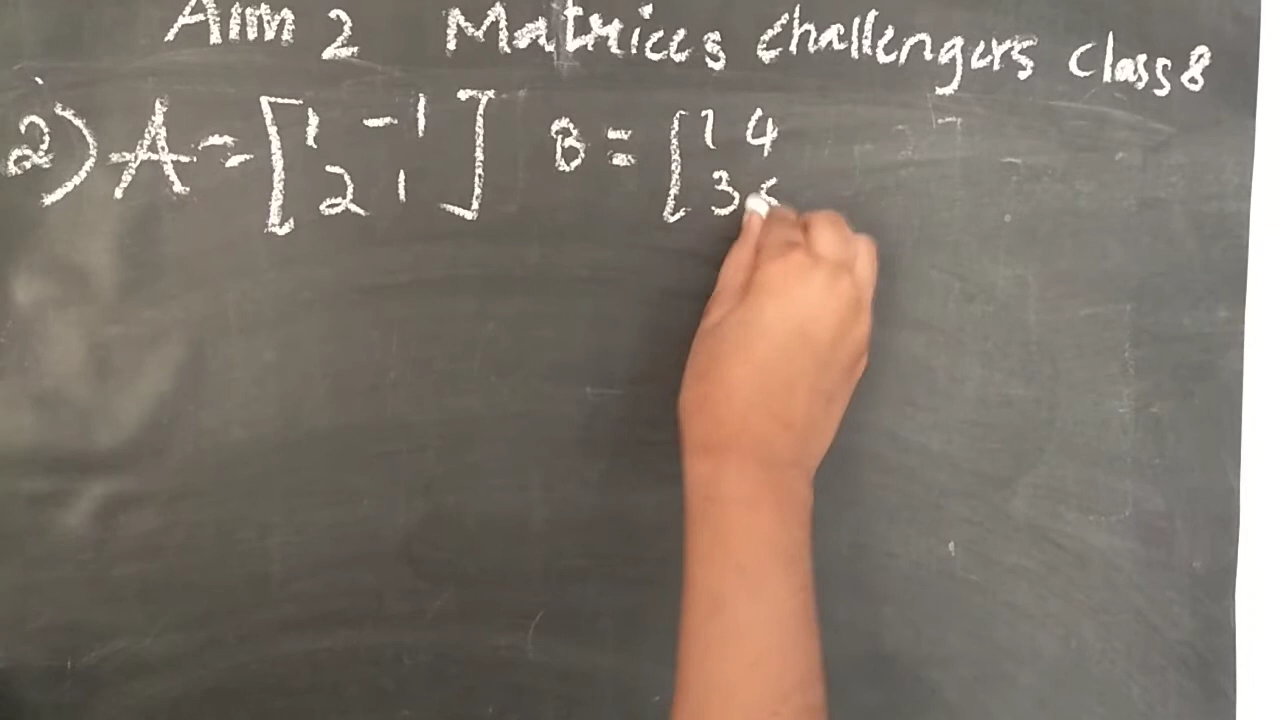 Aim 2 Matrices challengers class 8
2) A = [1 -1] B = [1 4
2 1 3